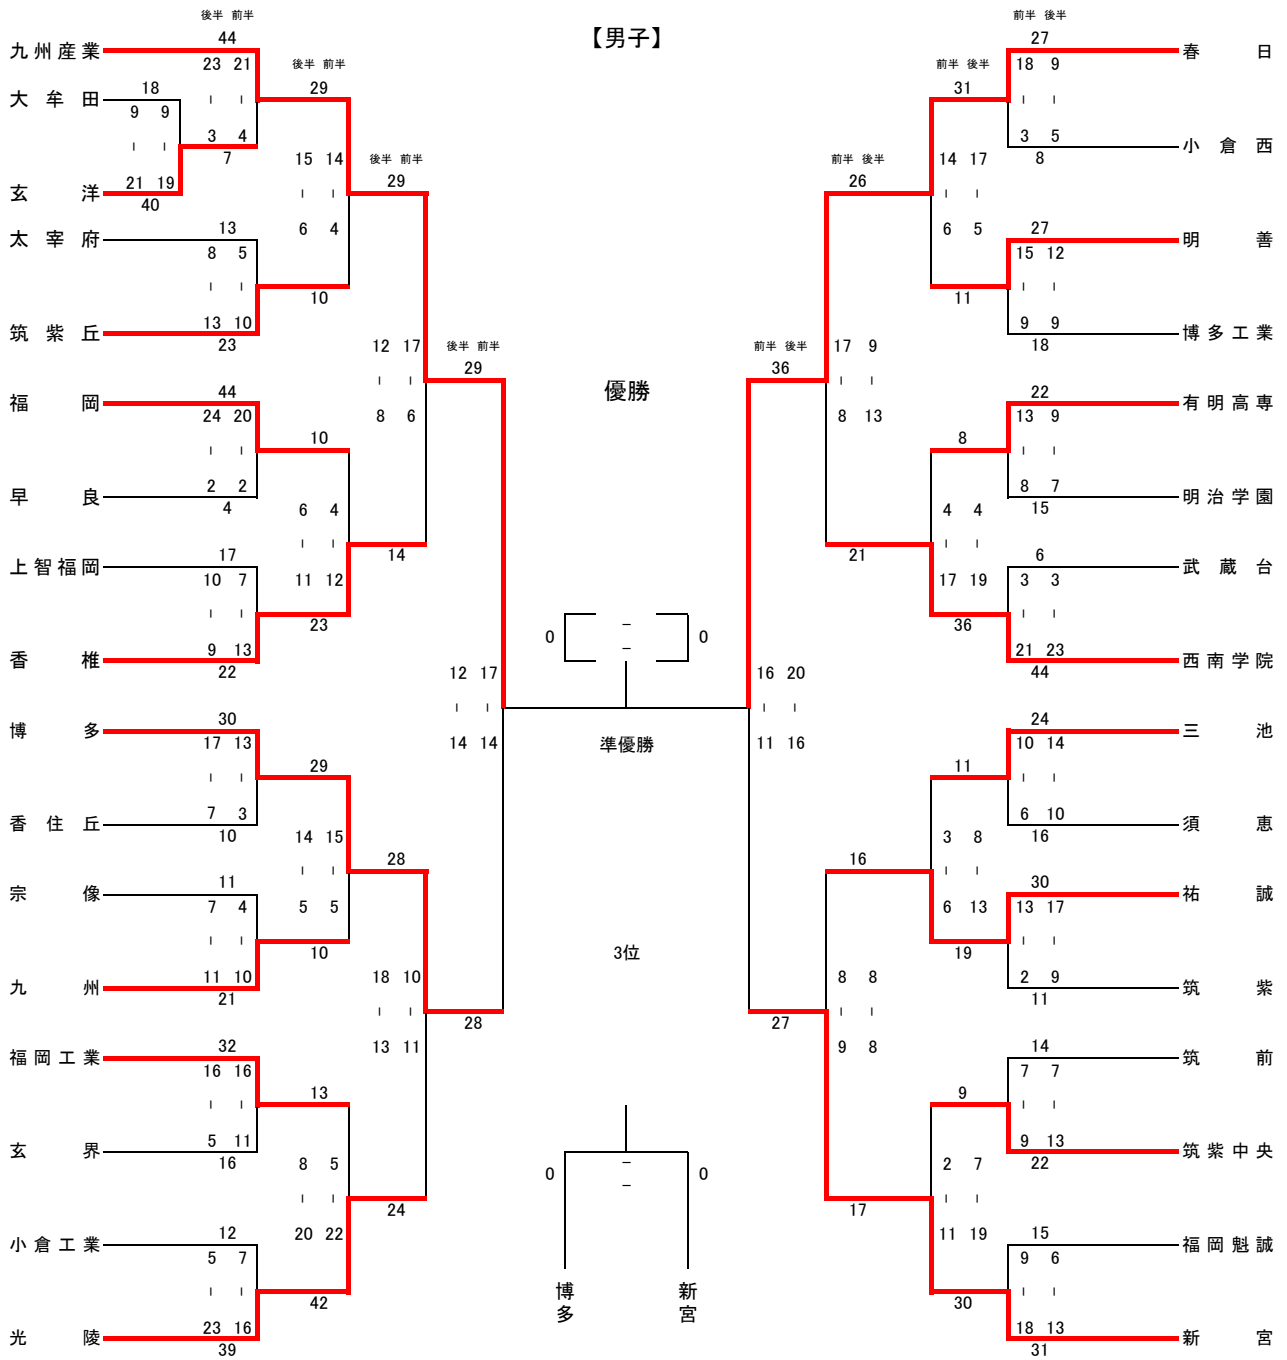 【男子】
後半 前半
44
九州産業
23 21
大牟田
18
9 9
3 4
7
21 19
玄洋
40
後半 前半
29
15 14
6 4
太宰府
13
8 5
10
13 10
筑紫丘
23
後半 前半
29
12 17
8 6
福岡
44
24 20
10
2 2
早良
4
6 4
14
11 12
上智福岡
17
10 7
23
9 13
香椎
22
後半 前半
29
12 17
14 14
博多
30
17 13
29
7 3
香住丘
10
14 15
28
5 5
宗像
11
7 4
10
11 10
九州
21
18 10
28
13 11
福岡工業
32
16 16
13
5 11
玄界
16
8 5
24
20 22
小倉工業
12
5 7
42
23 16
光陵
39
優勝
0 － 0
－
準優勝
3位
0 － 0
－
博多
新宮
前半 後半
27
春日
18 9
3 5
小倉西
8
前半 後半
31
14 17
6 5
27
明善
15 12
11
9 9
博多工業
18
前半 後半
26
17 9
8 13
22
有明高専
13 9
8
8 7
明治学園
15
4 4
21
17 19
6
武蔵台
3 3
36
21 23
西南学院
44
前半 後半
36
16 20
11 16
24
三池
10 14
11
6 10
須恵
16
3 8
16
6 13
30
祐誠
13 17
19
2 9
筑紫
11
8 8
27
9 8
14
筑前
7 7
9
9 13
筑紫中央
22
2 7
17
11 19
15
福岡魁誠
9 6
30
18 13
新宮
31